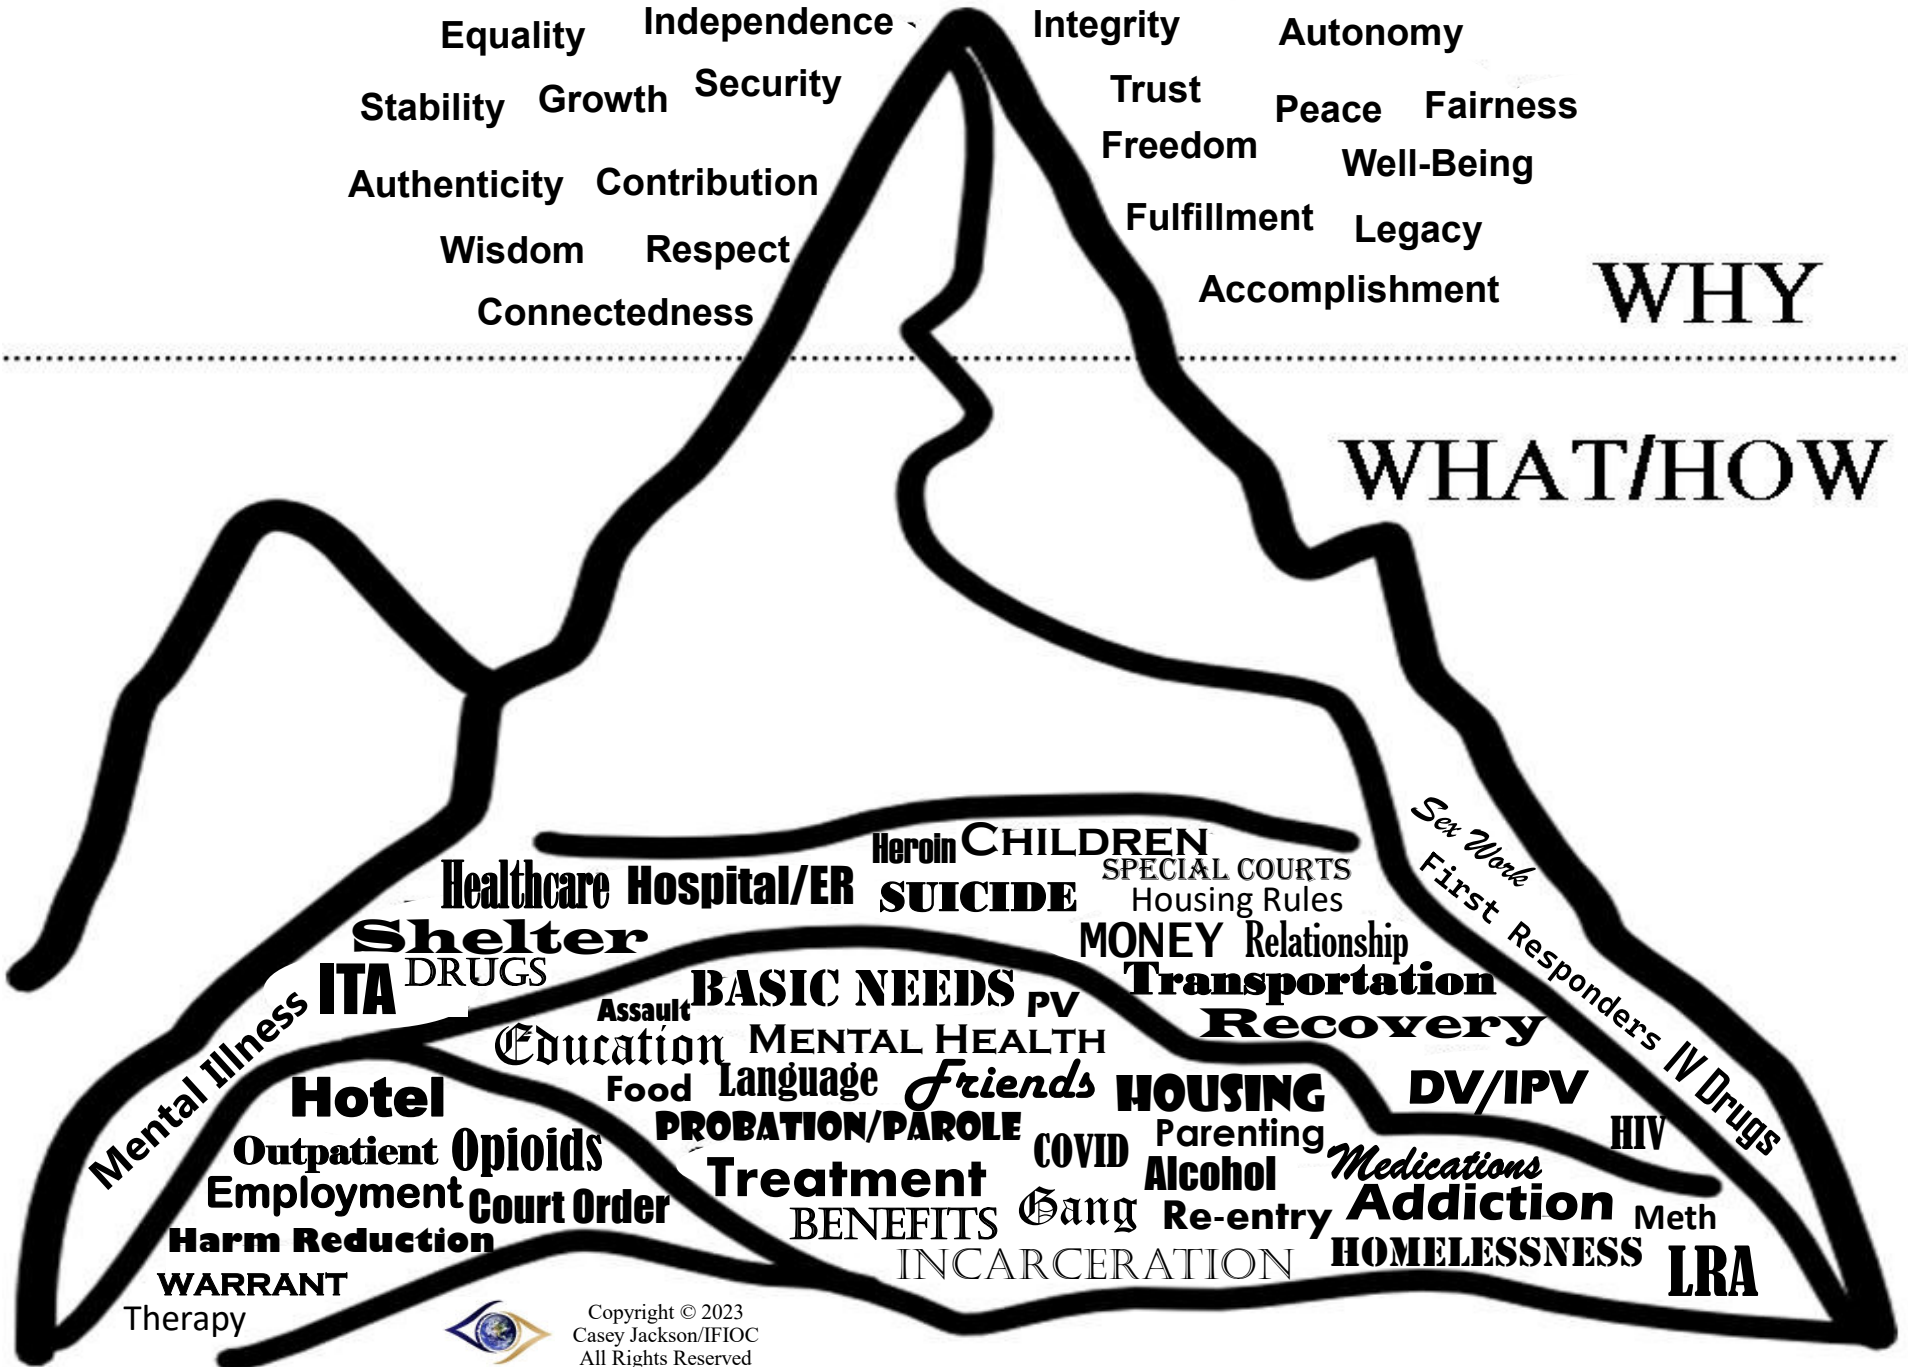 Equality Independence Integrity Autonomy
Stability Growth Security Trust Peace Fairness
Freedom Well-Being
Authenticity Contribution
Fulfillment Legacy
Wisdom Respect
Accomplishment
Connectedness
WHY
WHAT/HOW
Sex Work
First Responders
IV Drugs
Heroin CHILDREN
Healthcare Hospital/ER SUICIDE SPECIAL COURTS
Housing Rules
Shelter MONEY Relationship
ITA DRUGS Transportation
Mental Illness
Assault BASIC NEEDS PV Recovery
Education MENTAL HEALTH
Hotel Food Language Friends HOUSING DV/IPV
PROBATION/PAROLE COVID Parenting HIV
Outpatient Opioids Treatment Alcohol Medications
Employment Court Order BENEFITS Gang Re-entry Addiction Meth
Harm Reduction INCARCERATION HOMELESSNESS LRA
WARRANT
Therapy
Copyright © 2023
Casey Jackson/IFIOC
All Rights Reserved